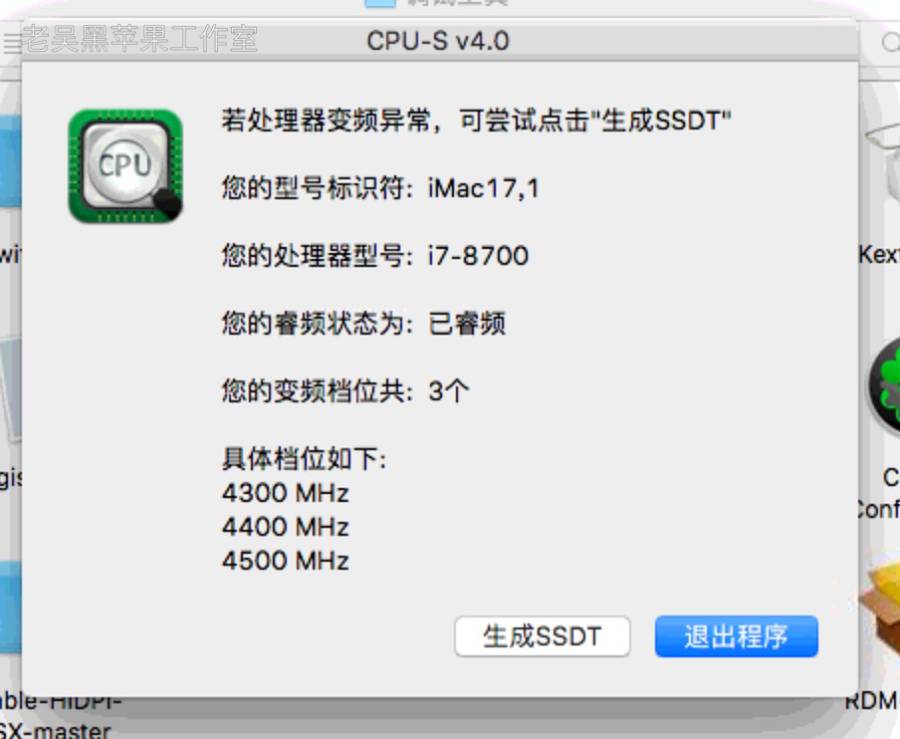 调试工具
老吴黑苹果工作室
CPU-S v4.0
CPU
若处理器变频异常，可尝试点击"生成SSDT"
您的型号标识符: iMac17,1
您的处理器型号: i7-8700
您的睿频状态为: 已睿频
您的变频档位共: 3个
具体档位如下:
4300 MHz
4400 MHz
4500 MHz
生成SSDT
退出程序
Kex
Conf
able-HIDPI-
SX-master
RDM